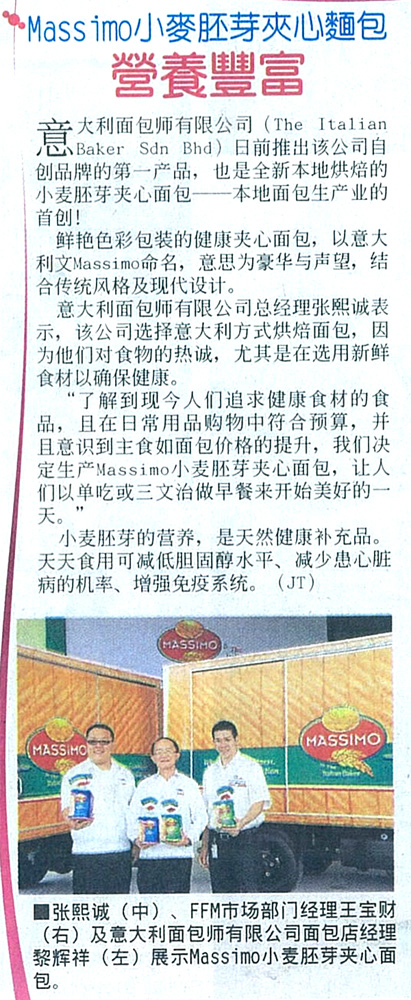 Massimo小麥胚芽夾心麵包
營養豐富
意大利面包师有限公司（The Italian
Baker Sdn Bhd）日前推出该公司自
创品牌的第一产品，也是全新本地烘焙的
小麦胚芽夹心面包——本地面包生产业的
首创！
鲜艳色彩包装的健康夹心面包，以意大
利文Massimo命名，意思为豪华与声望，结
合传统风格及现代设计。
意大利面包师有限公司总经理张熙诚表
示，该公司选择意大利方式烘焙面包，因
为他们对食物的热诚，尤其是在选用新鲜
食材以确保健康。
“了解到现今人们追求健康食材的食
品，且在日常用品购物中符合预算，并
且意识到主食如面包价格的提升，我们决
定生产Massimo小麦胚芽夹心面包，让人
们以单吃或三文治做早餐来开始美好的一
天。”
小麦胚芽的营养，是天然健康补充品。
天天食用可减低胆固醇水平、减少患心脏
病的机率、增强免疫系统。（JT）
MASSIMO
MASSIMO
MASSIMO
The Italian Baker
■张熙诚（中）、FFM市场部门经理王宝财
（右）及意大利面包师有限公司面包店经理
黎辉祥（左）展示Massimo小麦胚芽夹心面
包。